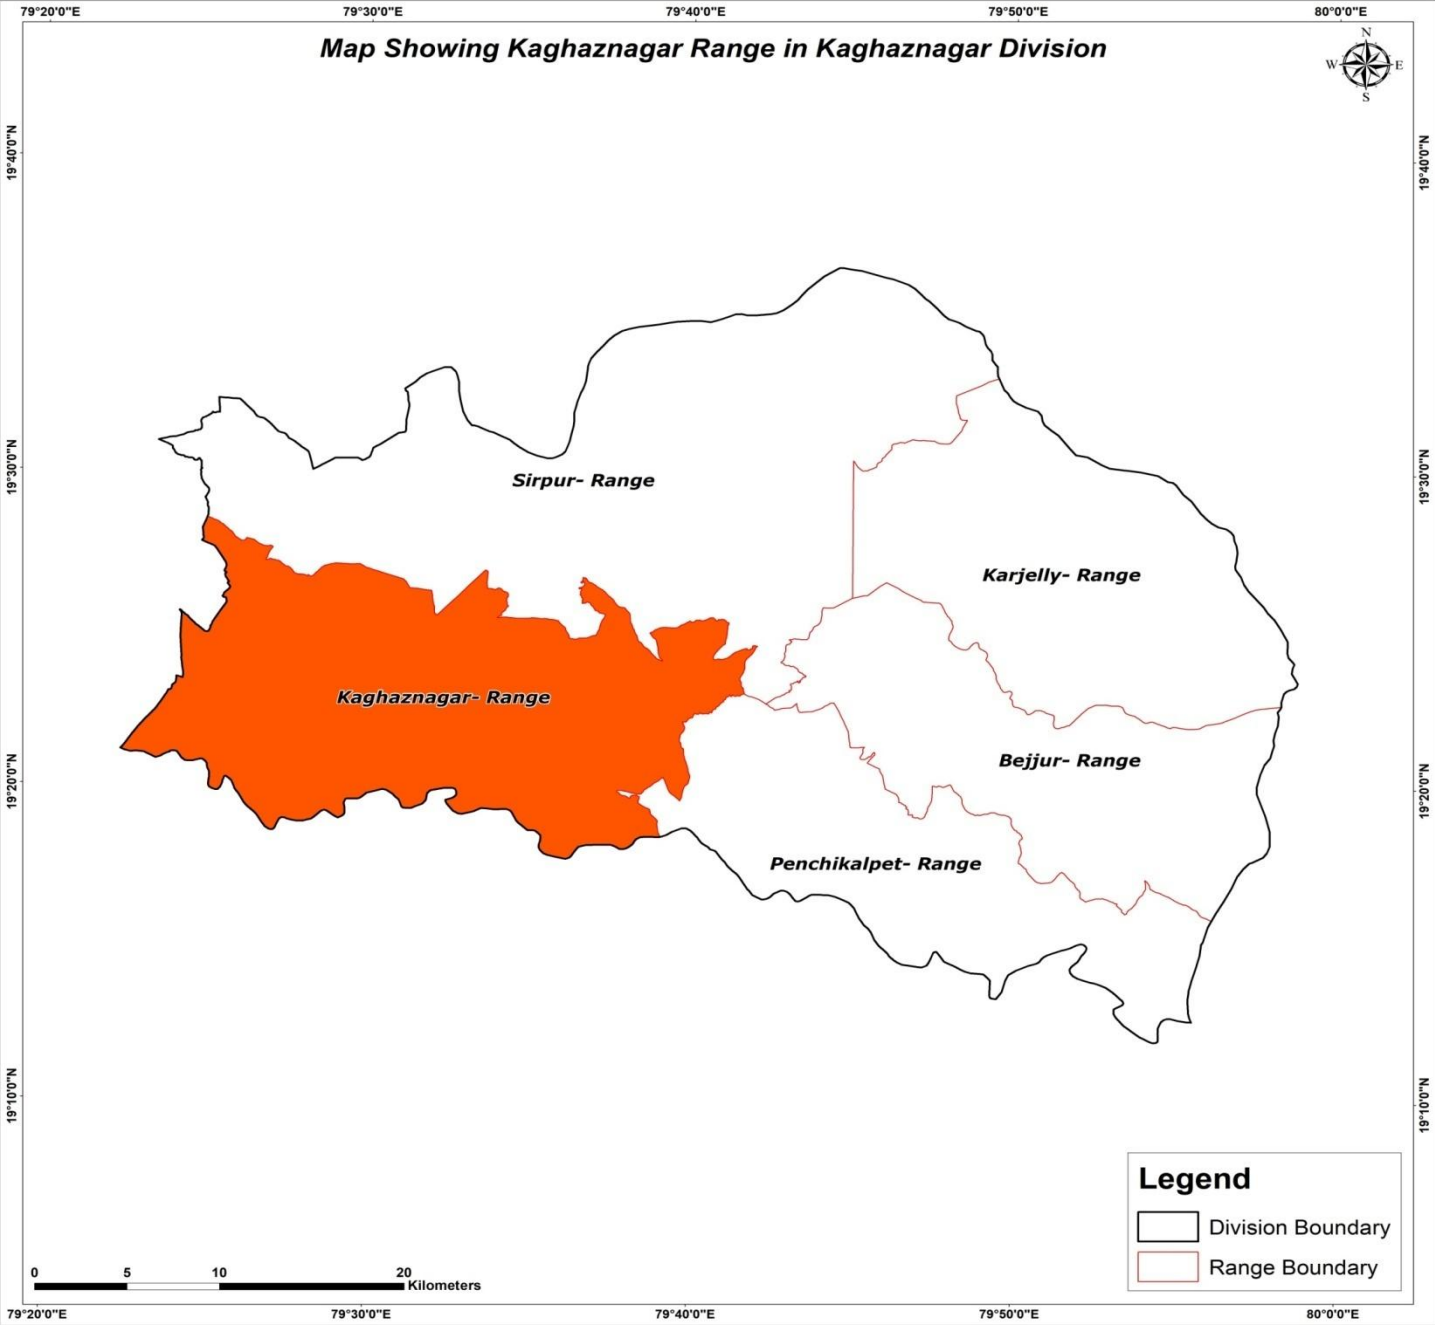 79°20'0"E 79°30'0"E 79°40'0"E 79°50'0"E 80°0'0"E
Map Showing Kaghaznagar Range in Kaghaznagar Division
N
W E
S
19°40'0"N 19°40'0"N
19°30'0"N 19°30'0"N
Sirpur- Range
Karjelly- Range
Kaghaznagar- Range
Bejjur- Range
19°20'0"N 19°20'0"N
Penchikalpet- Range
19°10'0"N 19°10'0"N
Legend
Division Boundary
Range Boundary
0 5 10 20
Kilometers
79°20'0"E 79°30'0"E 79°40'0"E 79°50'0"E 80°0'0"E